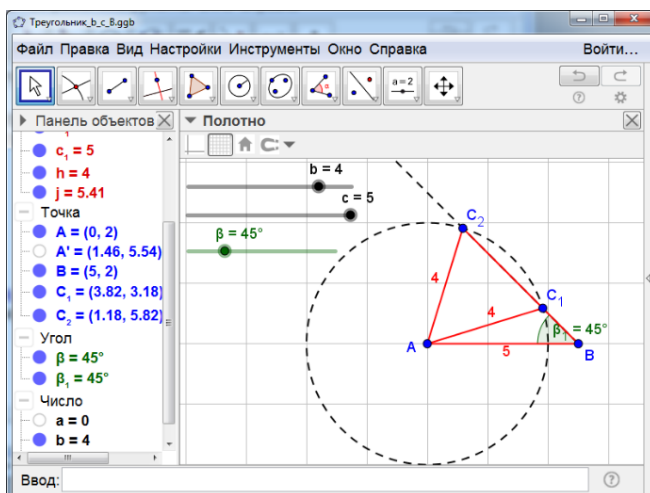 Треугольник_b_c_B.ggb
Файл Правка Вид Настройки Инструменты Окно Справка Войти...
a=2
Панель объектов
Полотно
c₁ = 5
h = 4
j = 5.41
Точка
A = (0, 2)
A' = (1.46, 5.54)
B = (5, 2)
C₁ = (3.82, 3.18)
C₂ = (1.18, 5.82)
Угол
β = 45°
β₁ = 45°
Число
a = 0
b = 4
b = 4
c = 5
β = 45°
C₂
4
C₁
4
β₁ = 45°
A
5
B
Ввод: